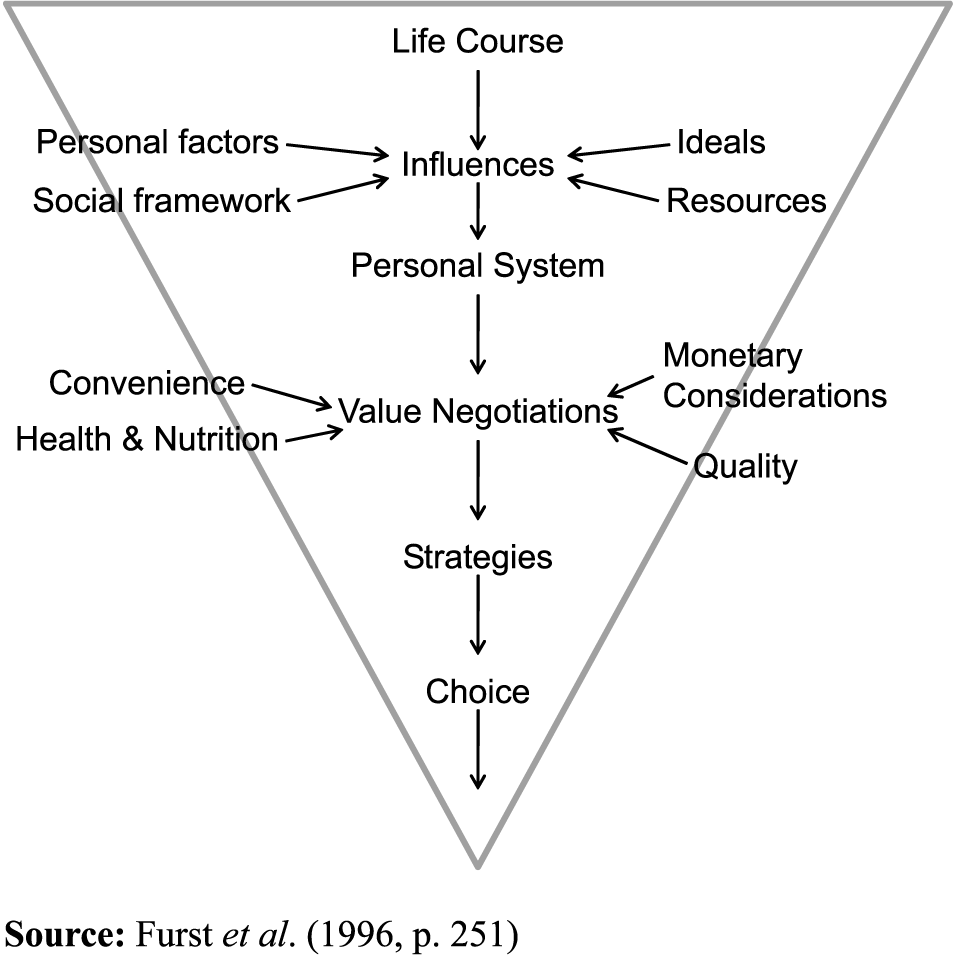 Life Course
Personal factors
Ideals
Influences
Social framework
Resources
Personal System
Monetary
Considerations
Convenience
Value Negotiations
Health & Nutrition
Quality
Strategies
Choice
Source: Furst et al. (1996, p. 251)